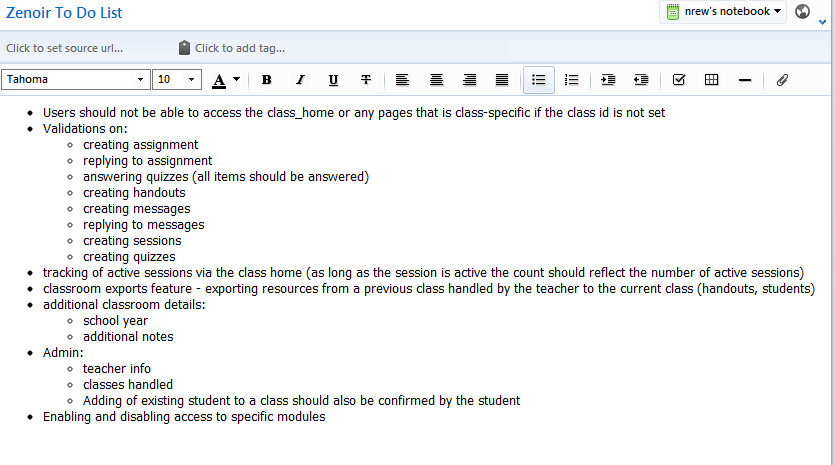 Zenoir To Do List
nrew's notebook
Click to set source url...
Click to add tag...
Tahoma
10
A
B
I
U
T
Users should not be able to access the class_home or any pages that is class-specific if the class id is not set
Validations on:
creating assignment
replying to assignment
answering quizzes (all items should be answered)
creating handouts
creating messages
replying to messages
creating sessions
creating quizzes
tracking of active sessions via the class home (as long as the session is active the count should reflect the number of active sessions)
classroom exports feature - exporting resources from a previous class handled by the teacher to the current class (handouts, students)
additional classroom details:
school year
additional notes
Admin:
teacher info
classes handled
Adding of existing student to a class should also be confirmed by the student
Enabling and disabling access to specific modules